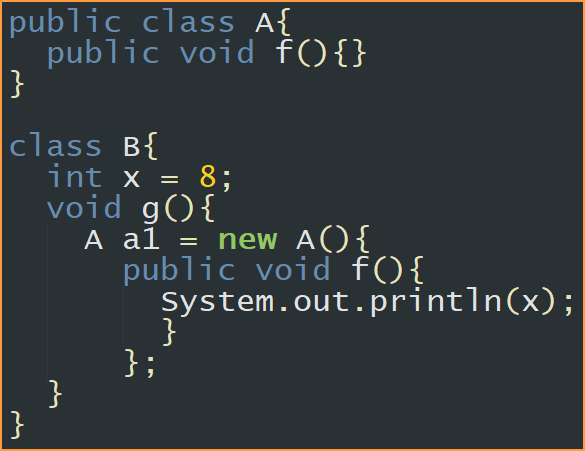 public class A{
  public void f(){}
}

class B{
  int x = 8;
  void g(){
    A a1 = new A(){
      public void f(){
        System.out.println(x);
        }
      };
  }
}